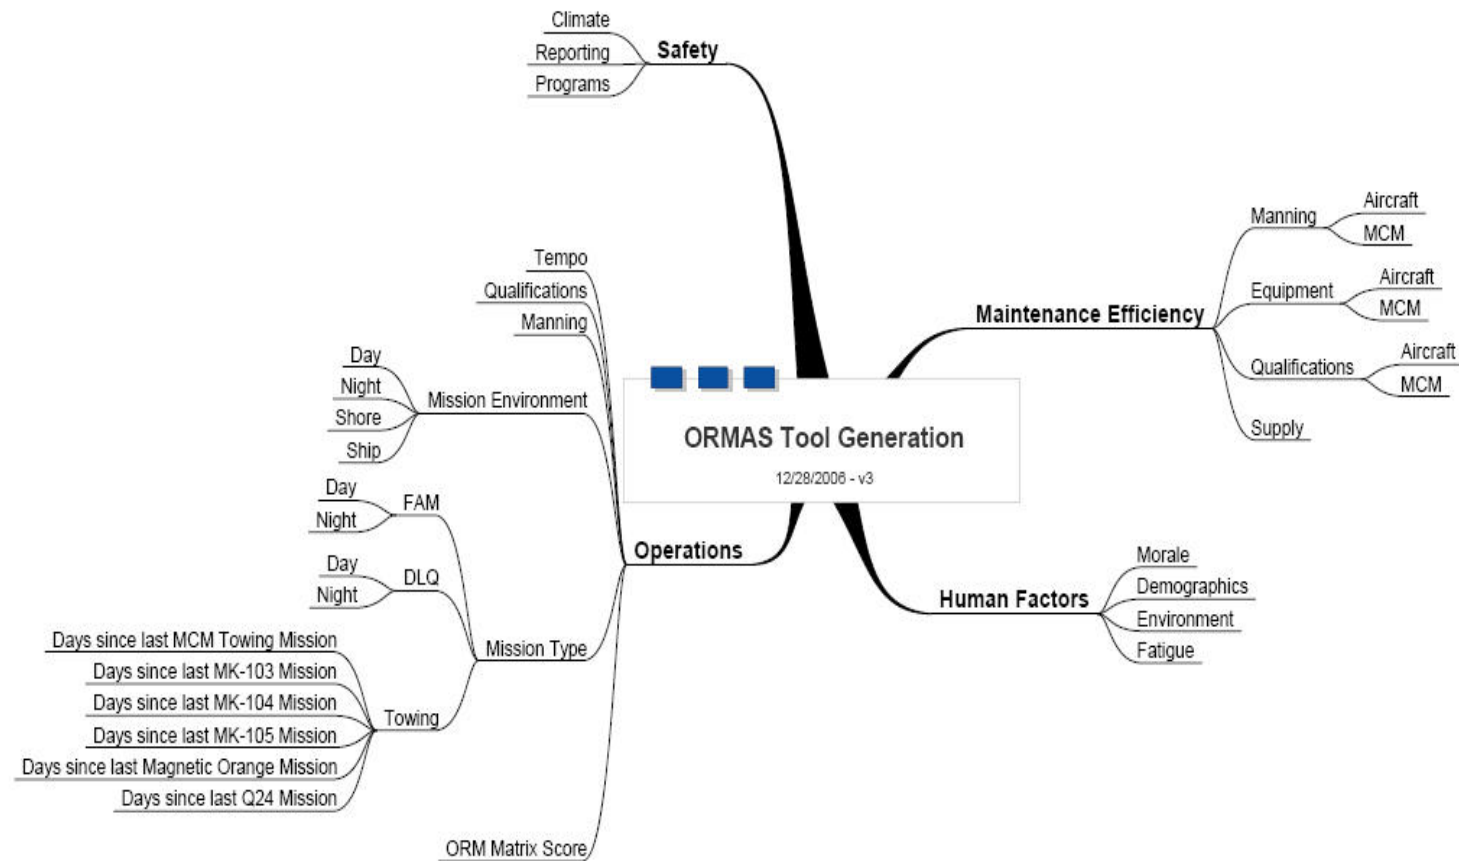 Climate
Reporting
Programs
Safety
Tempo
Qualifications
Manning
Day
Night
Shore
Ship
Mission Environment
Day
Night
FAM
Day
Night
DLQ
Days since last MCM Towing Mission
Days since last MK-103 Mission
Days since last MK-104 Mission
Days since last MK-105 Mission
Days since last Magnetic Orange Mission
Days since last Q24 Mission
Towing
Mission Type
ORM Matrix Score
Operations
ORMAS Tool Generation
12/28/2006 - v3
Maintenance Efficiency
Manning
Aircraft
MCM
Equipment
Aircraft
MCM
Qualifications
Aircraft
MCM
Supply
Human Factors
Morale
Demographics
Environment
Fatigue